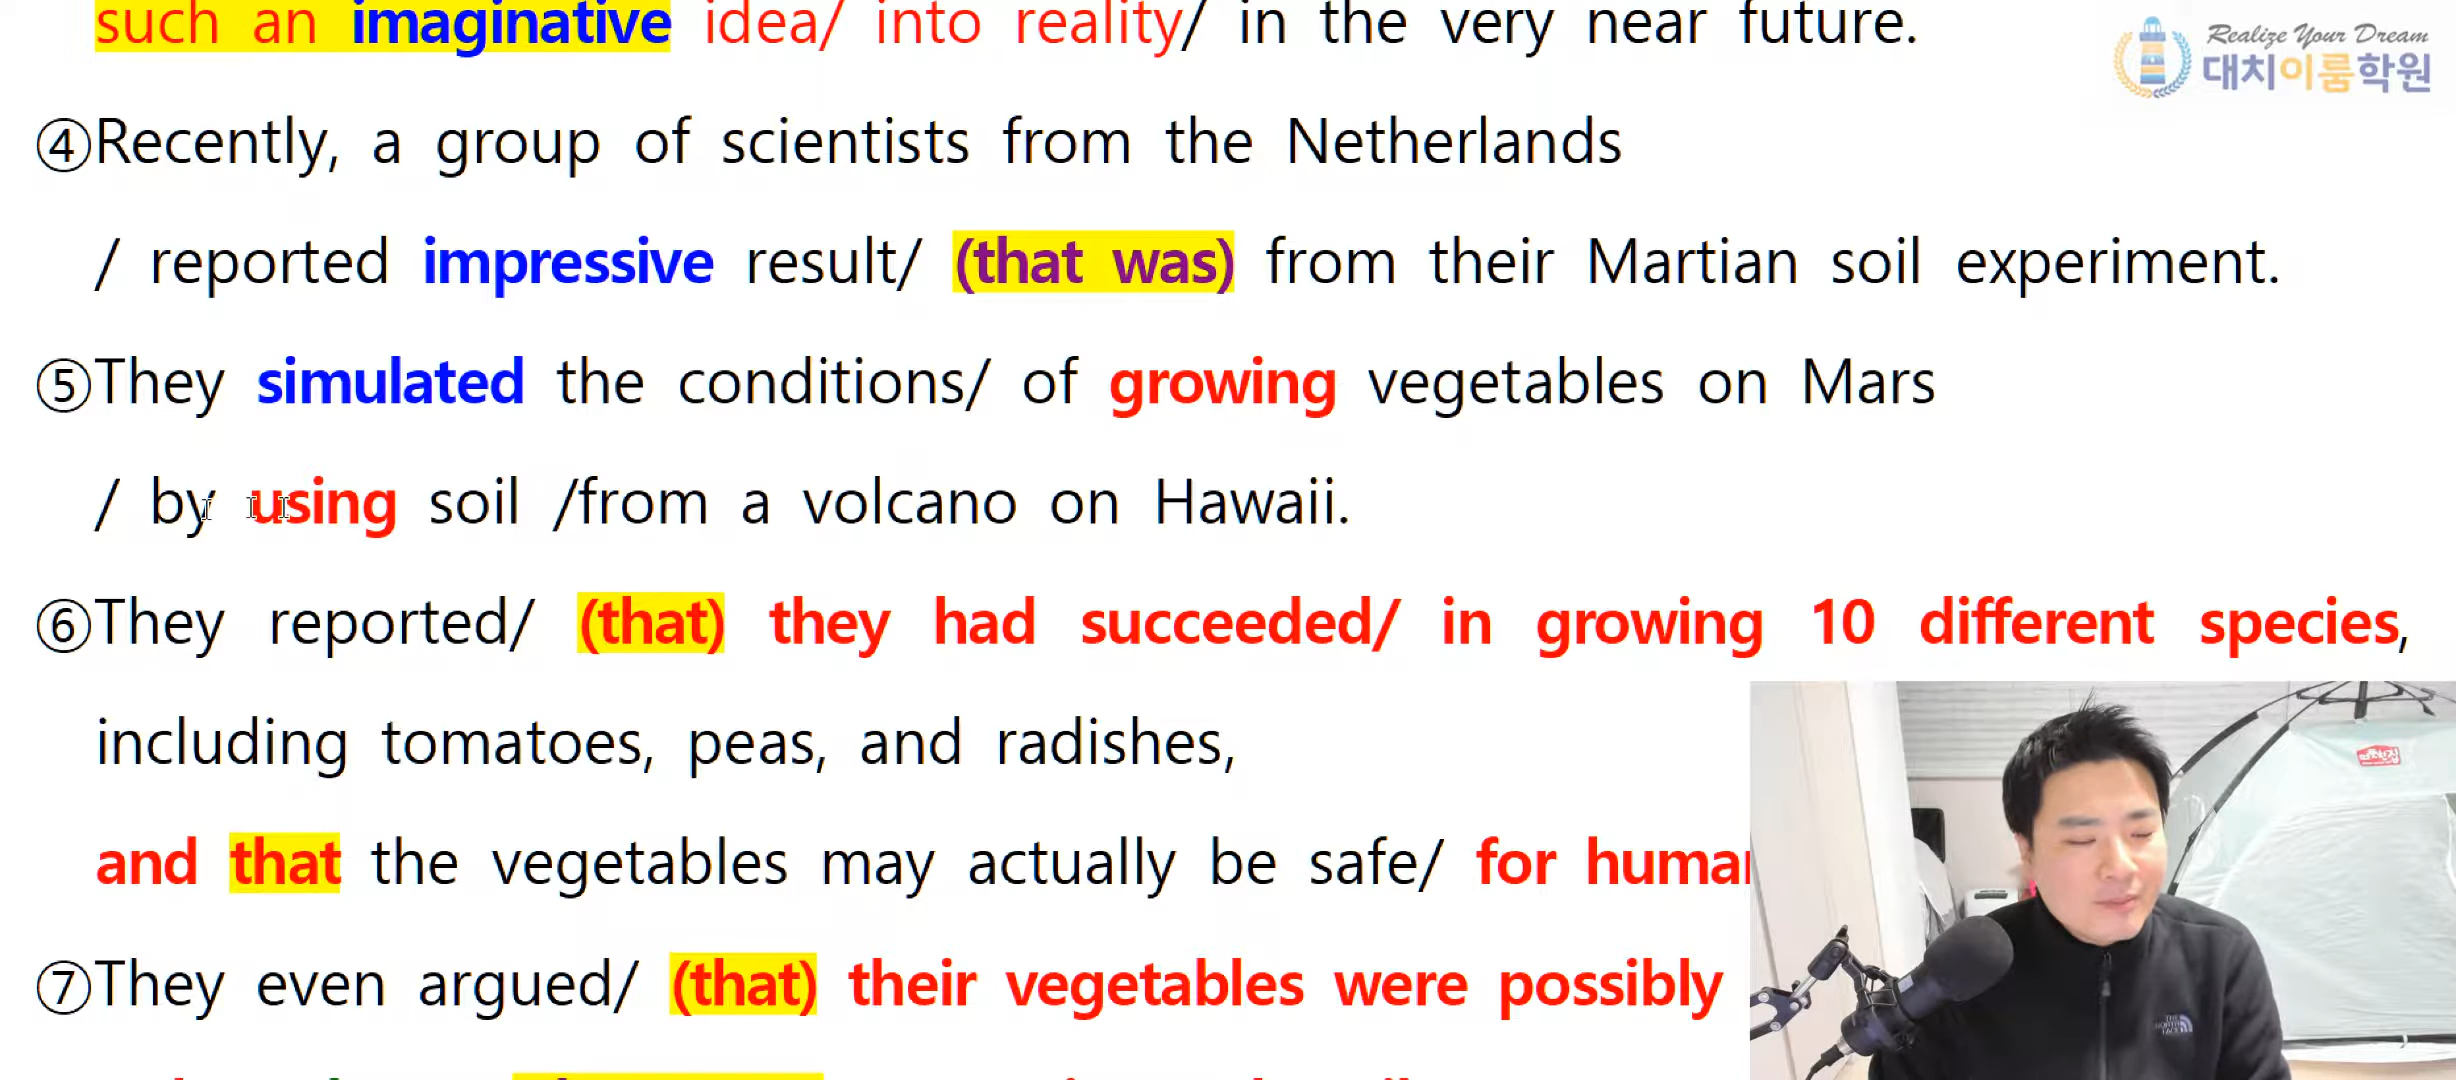 such an imaginative idea/ into reality/ in the very near future.
Realize Your Dream
대치이룸학원
④Recently, a group of scientists from the Netherlands
/ reported impressive result/ (that was) from their Martian soil experiment.
⑤They simulated the conditions/ of growing vegetables on Mars
/ by using soil /from a volcano on Hawaii.
⑥They reported/ (that) they had succeeded/ in growing 10 different species,
including tomatoes, peas, and radishes,
and that the vegetables may actually be safe/ for human
⑦They even argued/ (that) their vegetables were possibly
THE NORTH FACE